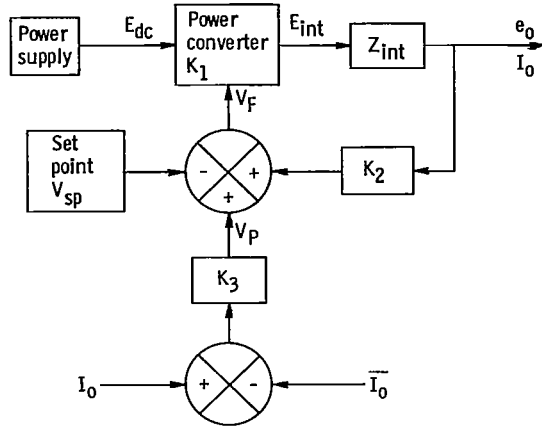 Power
supply
E_dc
Power
converter
K_1
E_int
Z_int
e_o
I_o
V_F
Set
point
V_sp
-
+
+
K_2
V_P
K_3
I_o
+
-
\overline{I_o}